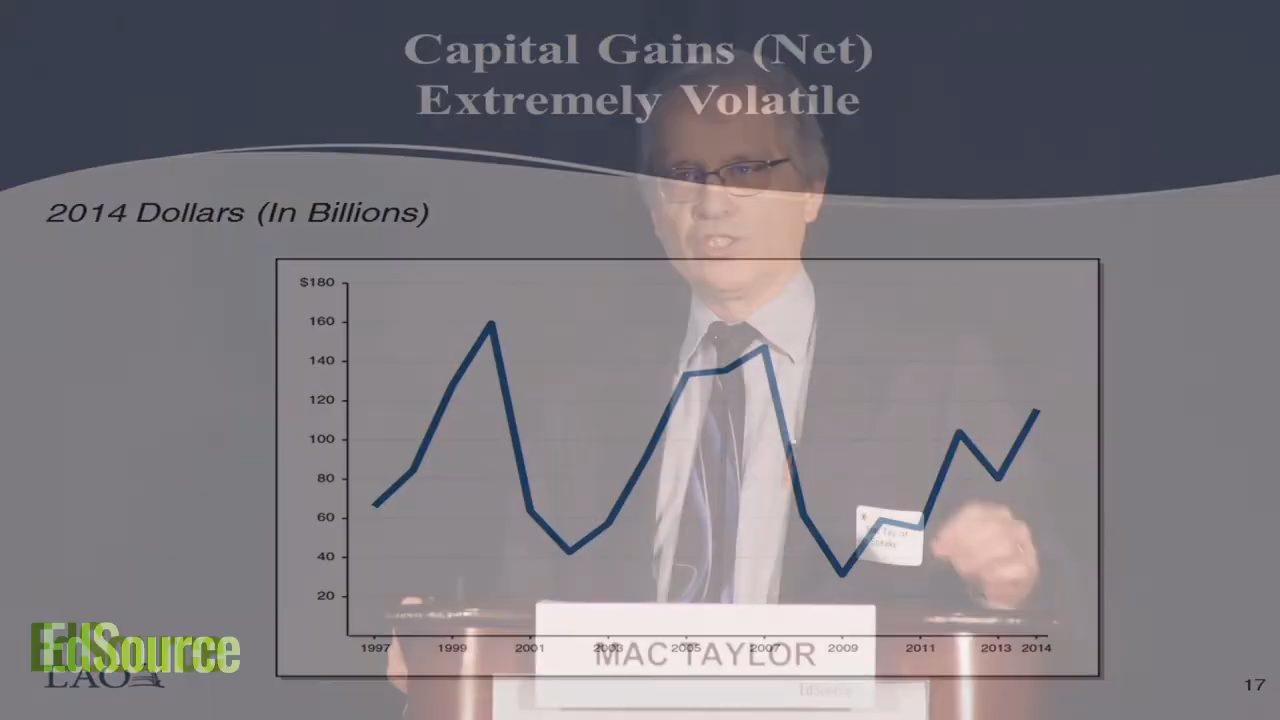 Capital Gains (Net)
Extremely Volatile
2014 Dollars (In Billions)
$180
160
140
120
100
80
60
40
20
1997
1999
2001
2003
2005
2007
2009
2011
2013
2014
MAC TAYLOR
EdSource
EdSource
LAO
17